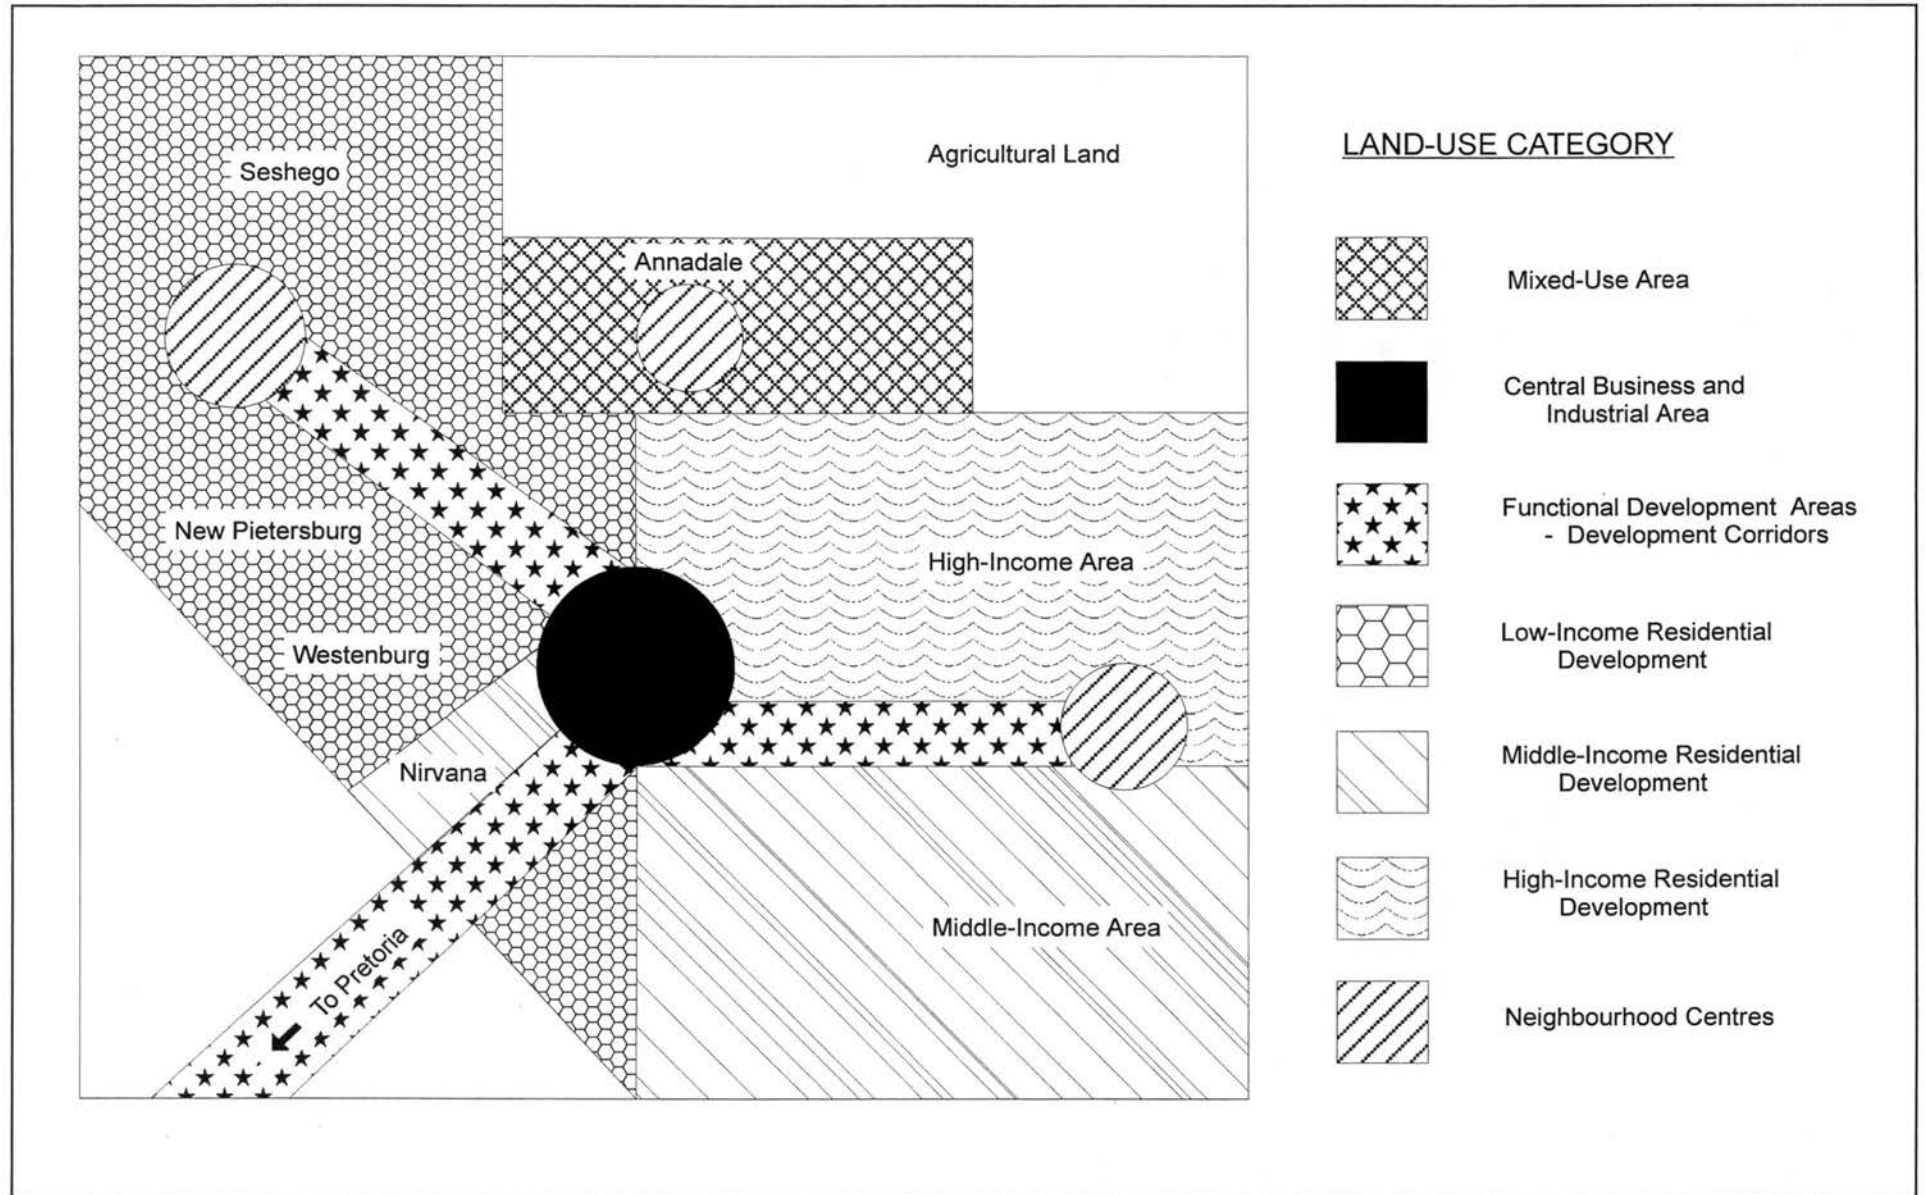 Seshego
Agricultural Land
Annadale
New Pietersburg
High-Income Area
Westenburg
Nirvana
Middle-Income Area
To Pretoria
LAND-USE CATEGORY
Mixed-Use Area
Central Business and
Industrial Area
Functional Development Areas
- Development Corridors
Low-Income Residential
Development
Middle-Income Residential
Development
High-Income Residential
Development
Neighbourhood Centres